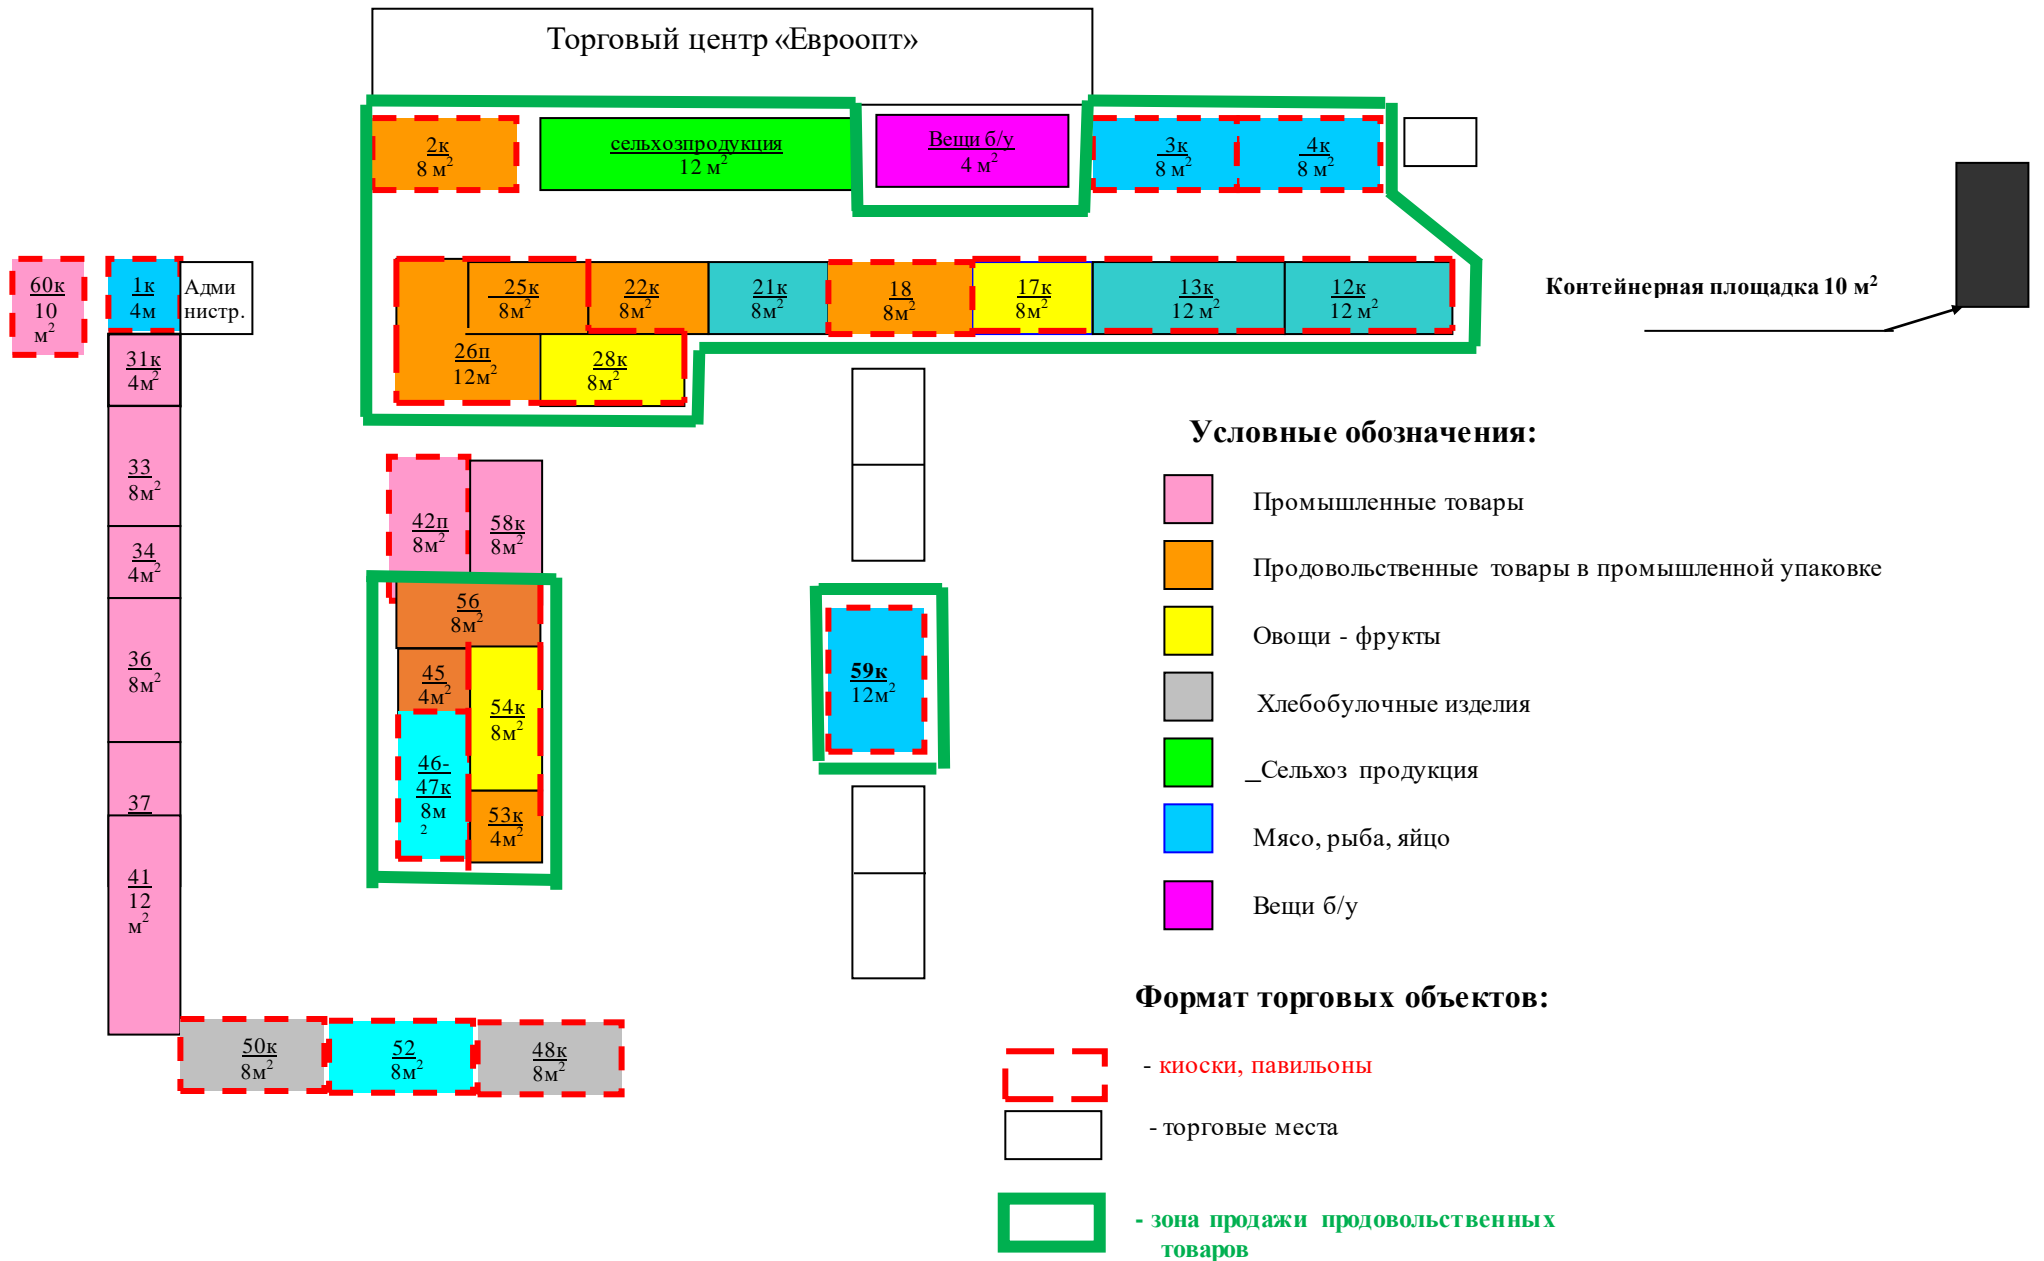 Торговый центр «Евроопт»
2к
8 м²
сельхозпродукция
12 м²
Вещи б/у
4 м²
3к
8 м²
4к
8 м²
60к
10
м²
1к
4м
Адми
нистр.
25к
8м²
22к
8м²
21к
8м²
18
8м²
17к
8м²
13к
12 м²
12к
12 м²
Контейнерная площадка 10 м²
31к
4м²
26п
12м²
28к
8м²
33
8м²
34
4м²
36
8м²
37
41
12
м²
42п
8м²
58к
8м²
56
8м²
45
4м²
54к
8м²
46-
47к
8м
²
53к
4м²
59к
12м²
50к
8м²
52
8м²
48к
8м²
Условные обозначения:
Промышленные товары
Продовольственные товары в промышленной упаковке
Овощи - фрукты
Хлебобулочные изделия
_Сельхоз продукция
Мясо, рыба, яйцо
Вещи б/у
Формат торговых объектов:
- киоски, павильоны
- торговые места
- зона продажи продовольственных
товаров